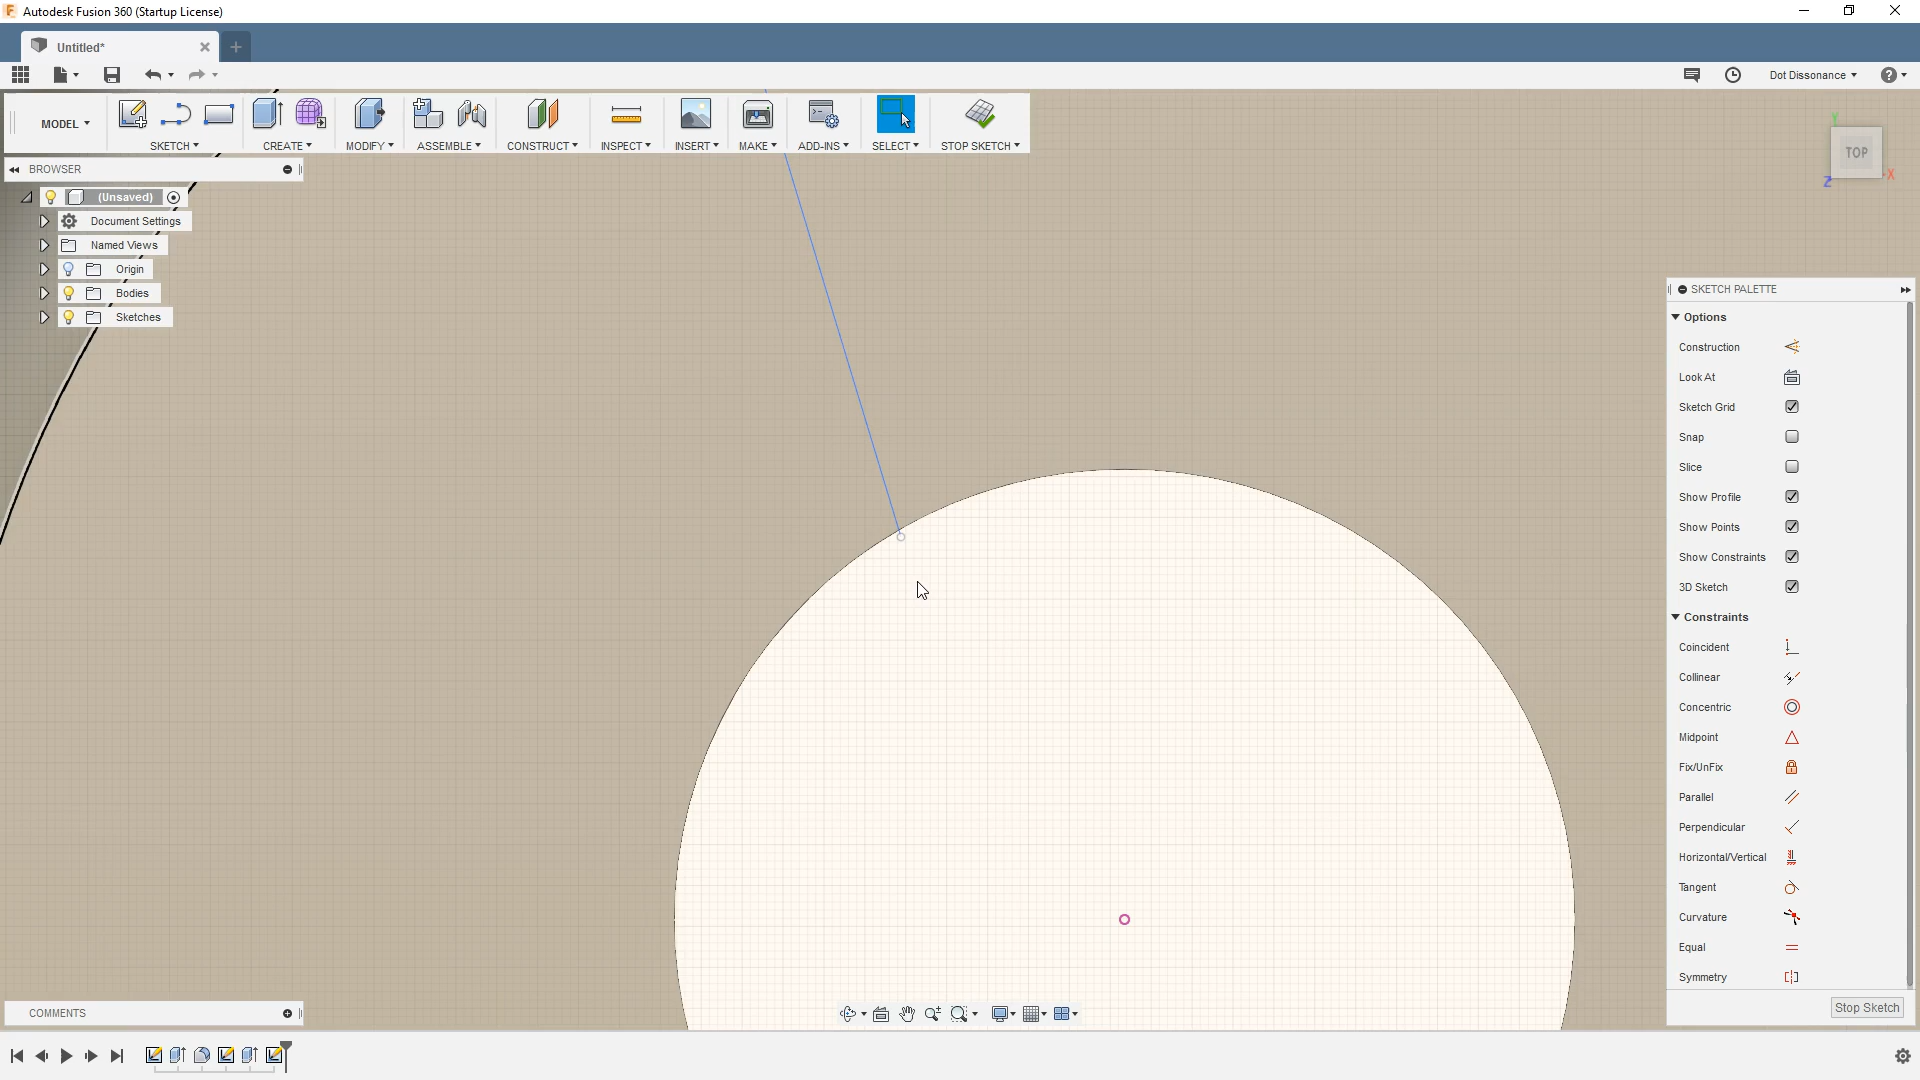 Autodesk Fusion 360 (Startup License)
Untitled*
Dot Dissonance
MODEL
SKETCH
CREATE
MODIFY
ASSEMBLE
CONSTRUCT
INSPECT
INSERT
MAKE
ADD-INS
SELECT
STOP SKETCH
Y
TOP
X
Z
BROWSER
(Unsaved)
Document Settings
Named Views
Origin
Bodies
Sketches
SKETCH PALETTE
Options
Construction
Look At
Sketch Grid
Snap
Slice
Show Profile
Show Points
Show Constraints
3D Sketch
Constraints
Coincident
Collinear
Concentric
Midpoint
Fix/UnFix
Parallel
Perpendicular
Horizontal/Vertical
Tangent
Curvature
Equal
Symmetry
Stop Sketch
COMMENTS